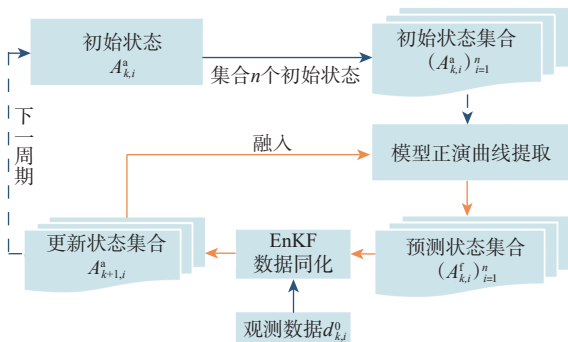 初始状态
A^a_{k,i}
集合n个初始状态
初始状态集合
(A^a_{k,i})^n_{i=1}
下一周期
融入
模型正演曲线提取
更新状态集合
A^a_{k+1,i}
EnKF
数据同化
预测状态集合
(A^f_{k,i})^n_{i=1}
观测数据d^0_{k,i}